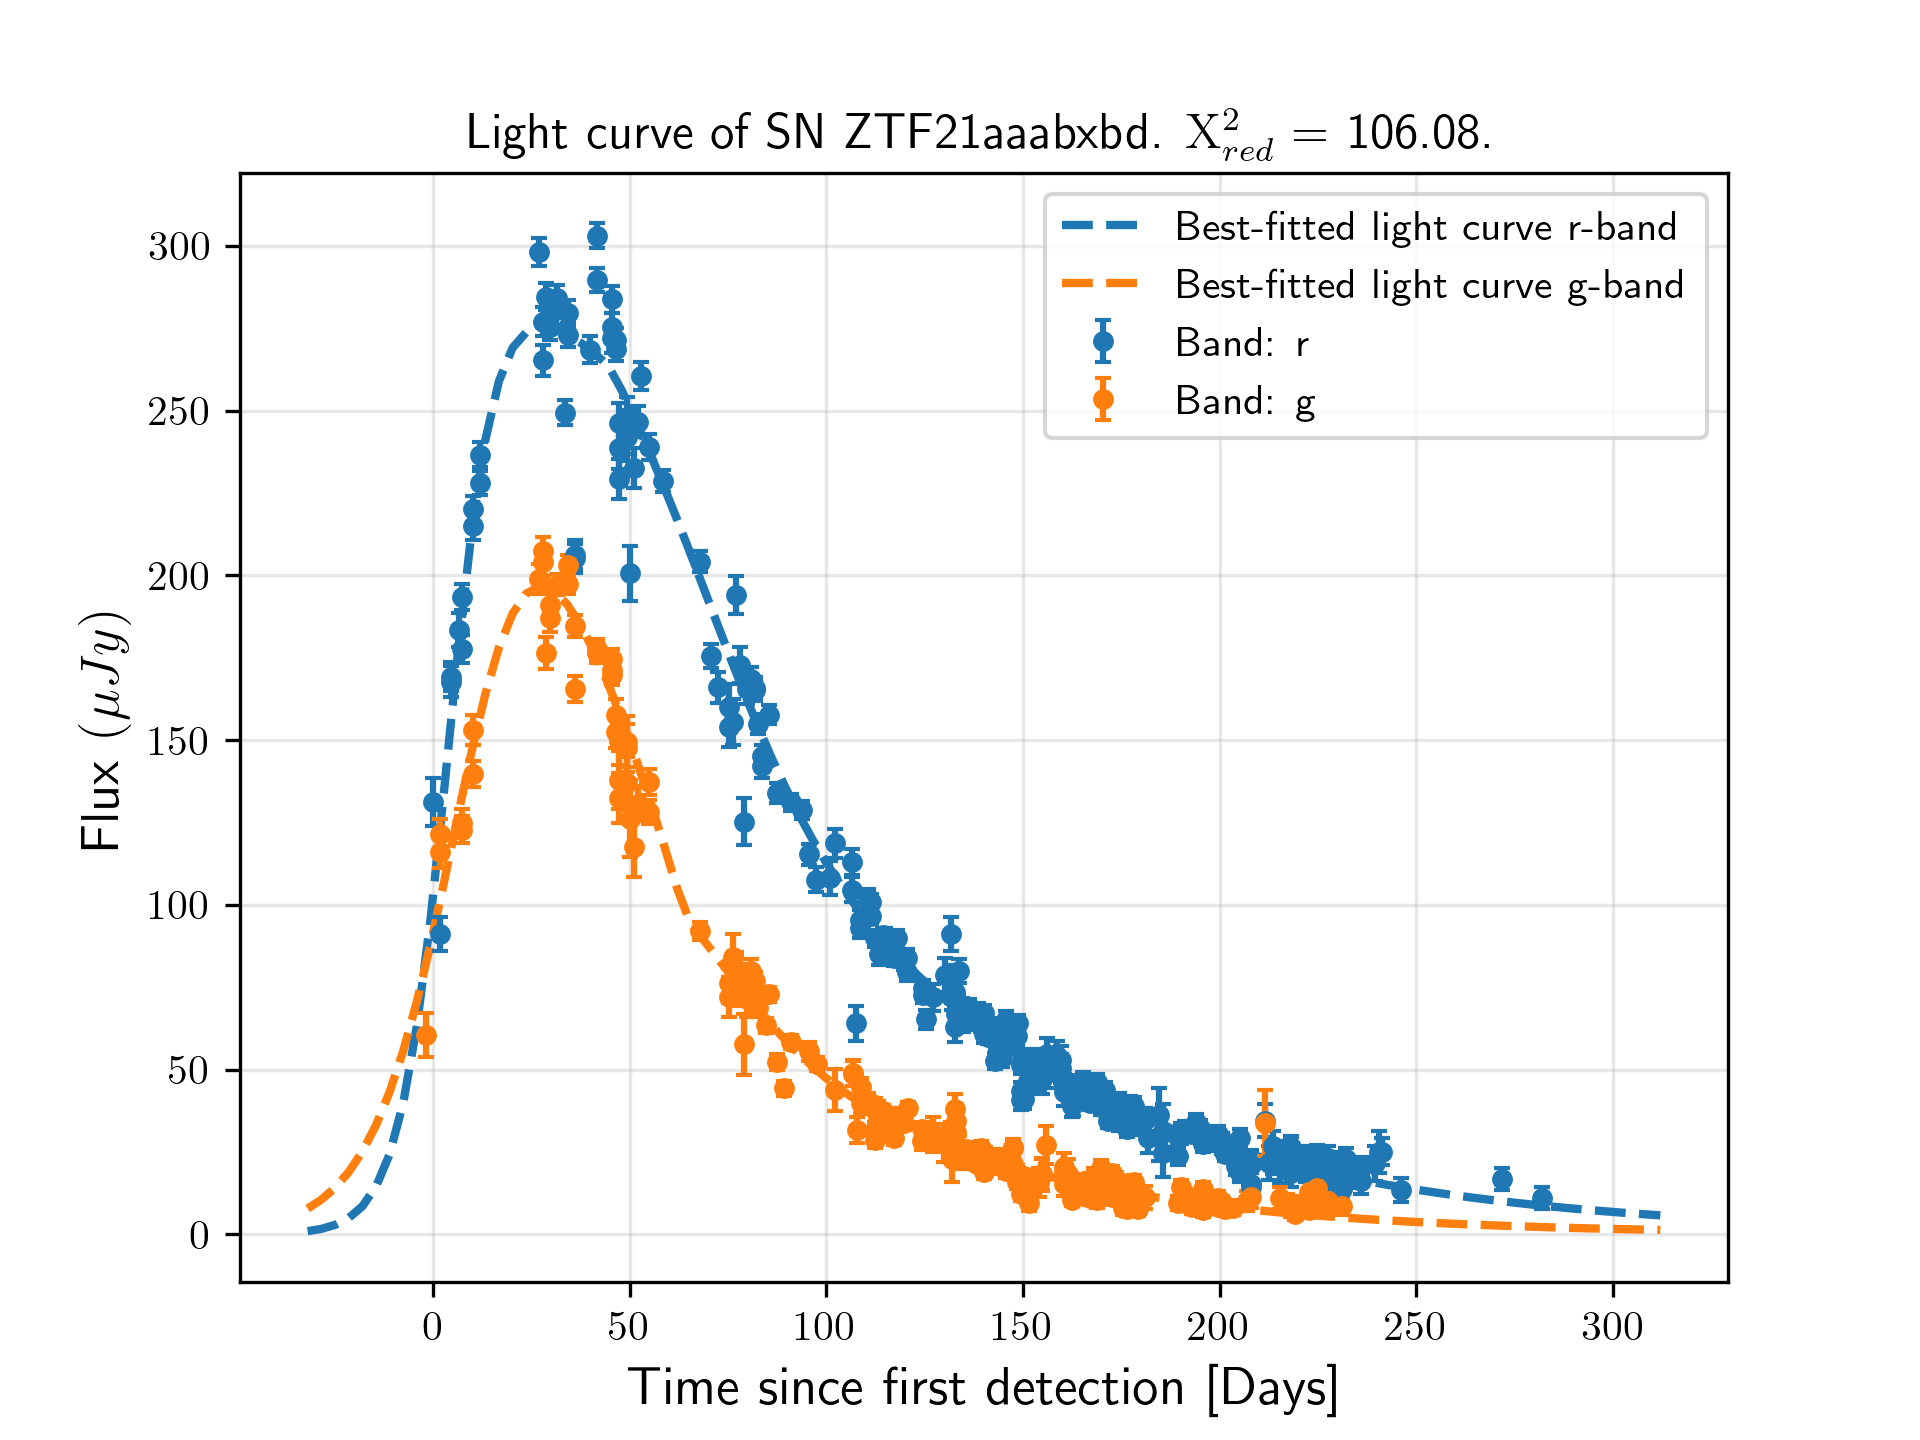 Light curve of SN ZTF21aaabxbd. X²_red = 106.08.
Best-fitted light curve r-band
Best-fitted light curve g-band
Band: r
Band: g
Flux (μJy)
300
250
200
150
100
50
0
0 50 100 150 200 250 300
Time since first detection [Days]